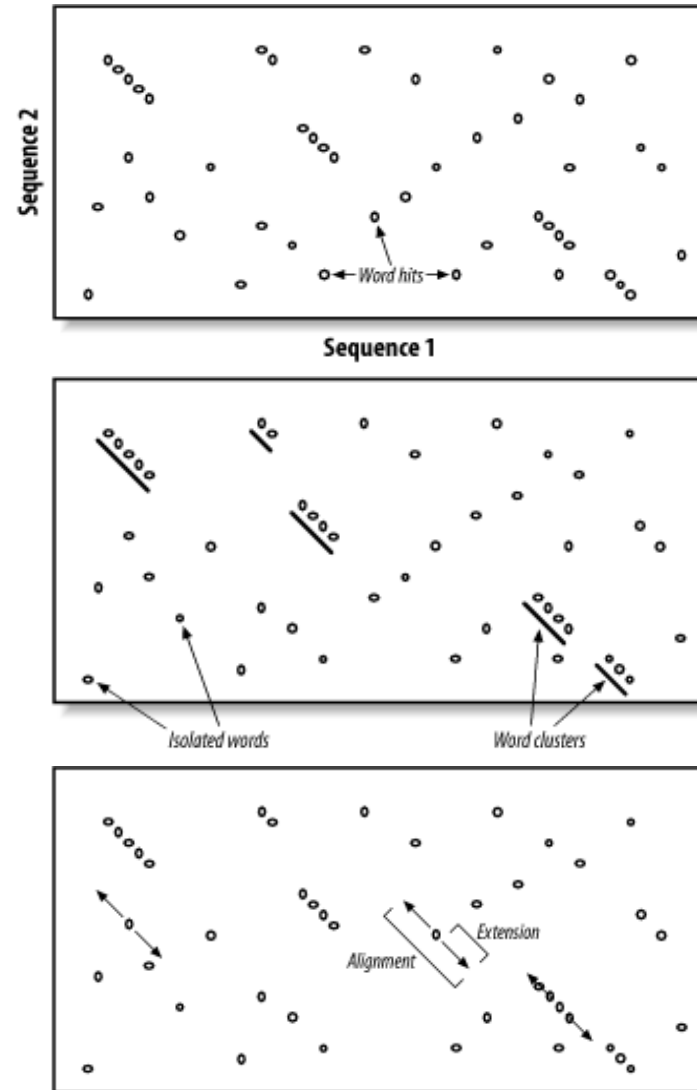 Sequence 2
Word hits
Sequence 1
Isolated words
Word clusters
Extension
Alignment